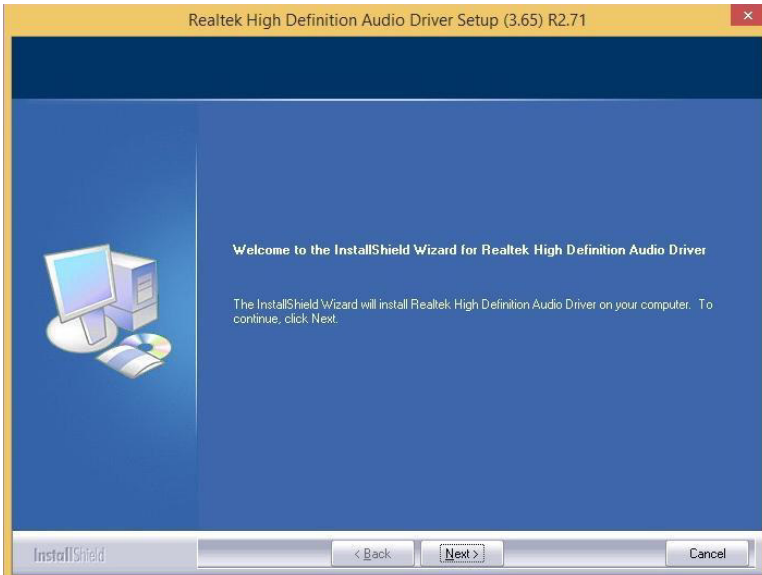 Realtek High Definition Audio Driver Setup (3.65) R2.71
Welcome to the InstallShield Wizard for Realtek High Definition Audio Driver
The InstallShield Wizard will install Realtek High Definition Audio Driver on your computer. To
continue, click Next.
InstallShield
< Back
Next >
Cancel